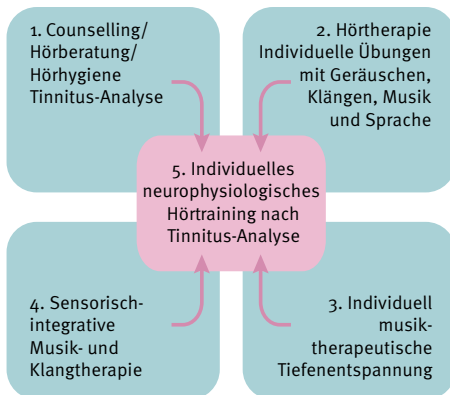 1. Counselling/
Hörberatung/
Hörhygiene
Tinnitus-Analyse
2. Hörtherapie
Individuelle Übungen
mit Geräuschen,
Klängen, Musik
und Sprache
5. Individuelles
neurophysiologisches
Hörtraining nach
Tinnitus-Analyse
4. Sensorisch-
integrative
Musik- und
Klangtherapie
3. Individuell
musik-
therapeutische
Tiefenentspannung